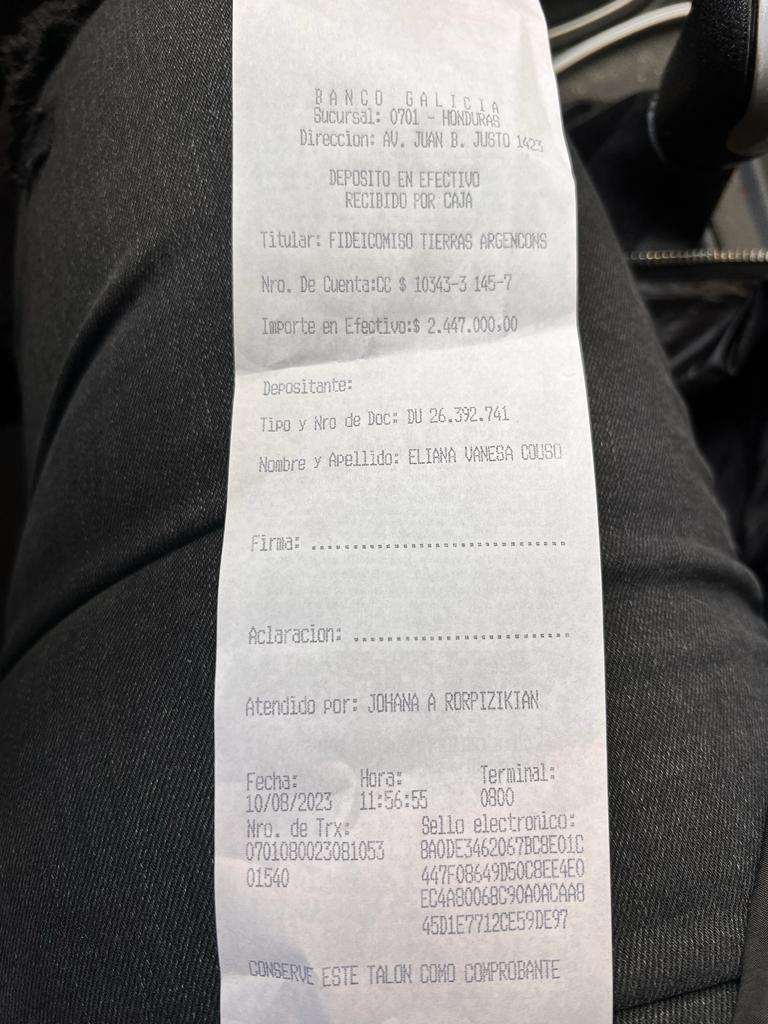 BANCO GALICIA
Sucursal: 0701 - HONDURAS
Direccion: AV. JUAN B. JUSTO 1423
DEPOSITO EN EFECTIVO
RECIBIDO POR CAJA
Titular: FIDEICOMISO TIERRAS ARGENCONS
Nro. De Cuenta:CC $ 10343-3 145-7
Importe en Efectivo:$ 2.447.000,00
Depositante:
Tipo y Nro de Doc: DU 26.392.741
Nombre y Apellido: ELIANA VANESA COUSO
Firma: ................................
Aclaracion: ...........................
Atendido por: JOHANA A RORPIZIKIAN
Fecha: Hora: Terminal:
10/08/2023 11:56:55 0800
Nro. de Trx: Sello electronico:
0701080023081053 8A0DE3462067BC8E01C
01540 447F08649D50C8EE4E0
EC4A80068C90A0ACAA8
45D1E7712CE59DE97
CONSERVE ESTE TALON COMO COMPROBANTE